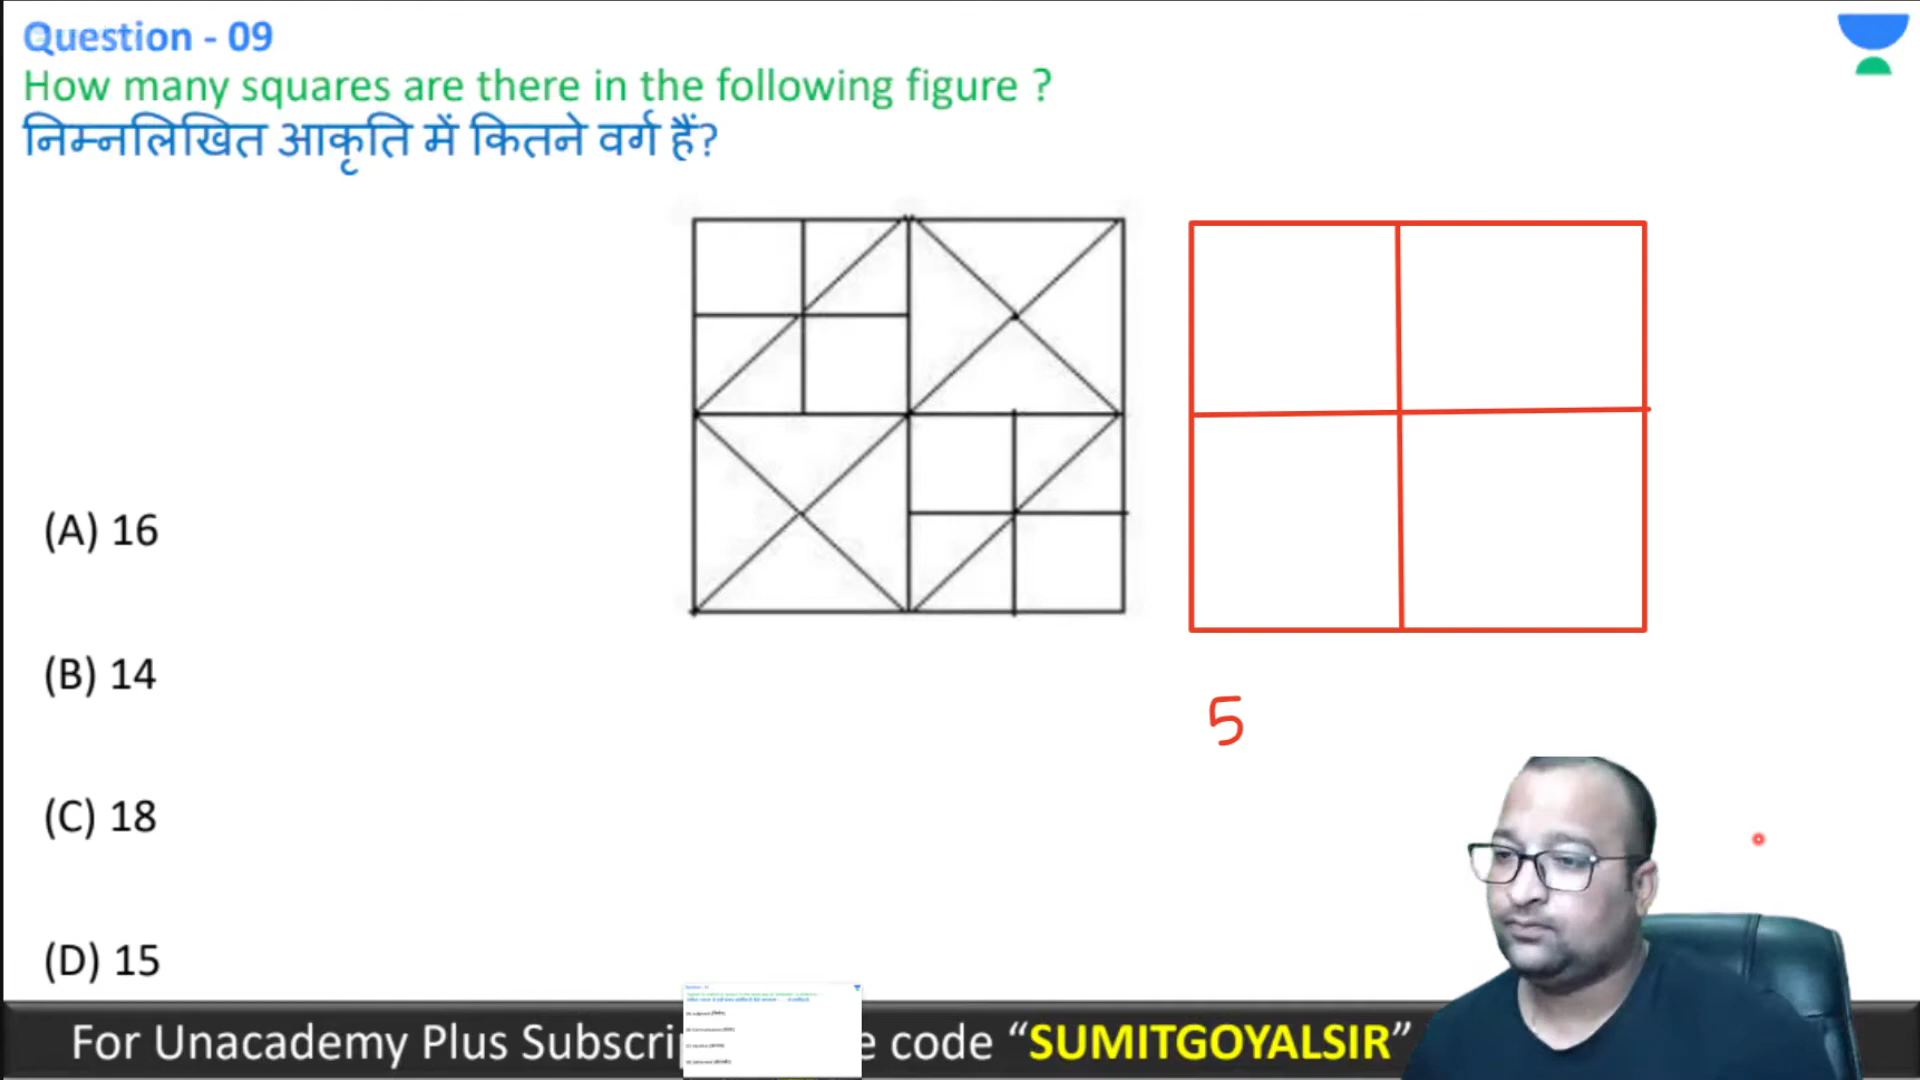 Question - 09
How many squares are there in the following figure ?
निम्नलिखित आकृति में कितने वर्ग हैं?
(A) 16
(B) 14
5
(C) 18
(D) 15
For Unacademy Plus code “SUMITGOYALSIR”